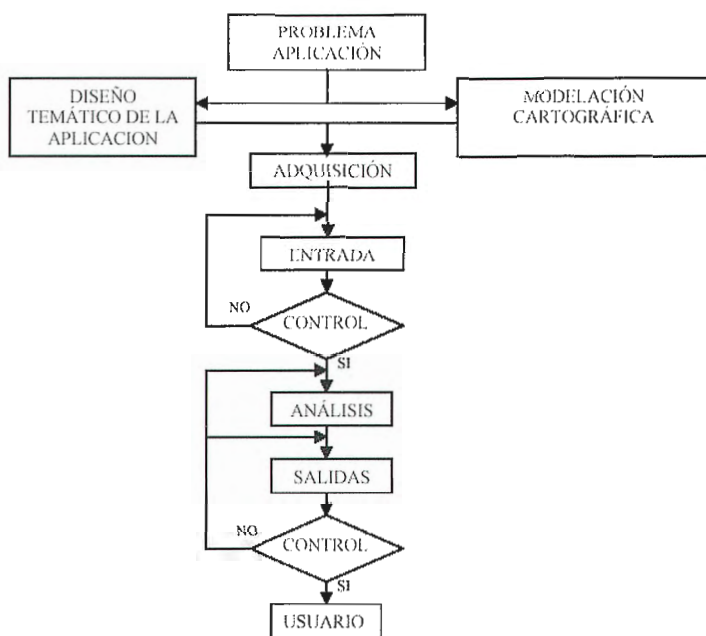 PROBLEMA
APLICACIÓN
DISEÑO
TEMÁTICO DE LA
APLICACION
MODELACIÓN
CARTOGRÁFICA
ADQUISICIÓN
ENTRADA
NO
CONTROL
SI
ANÁLISIS
SALIDAS
NO
CONTROL
SI
USUARIO